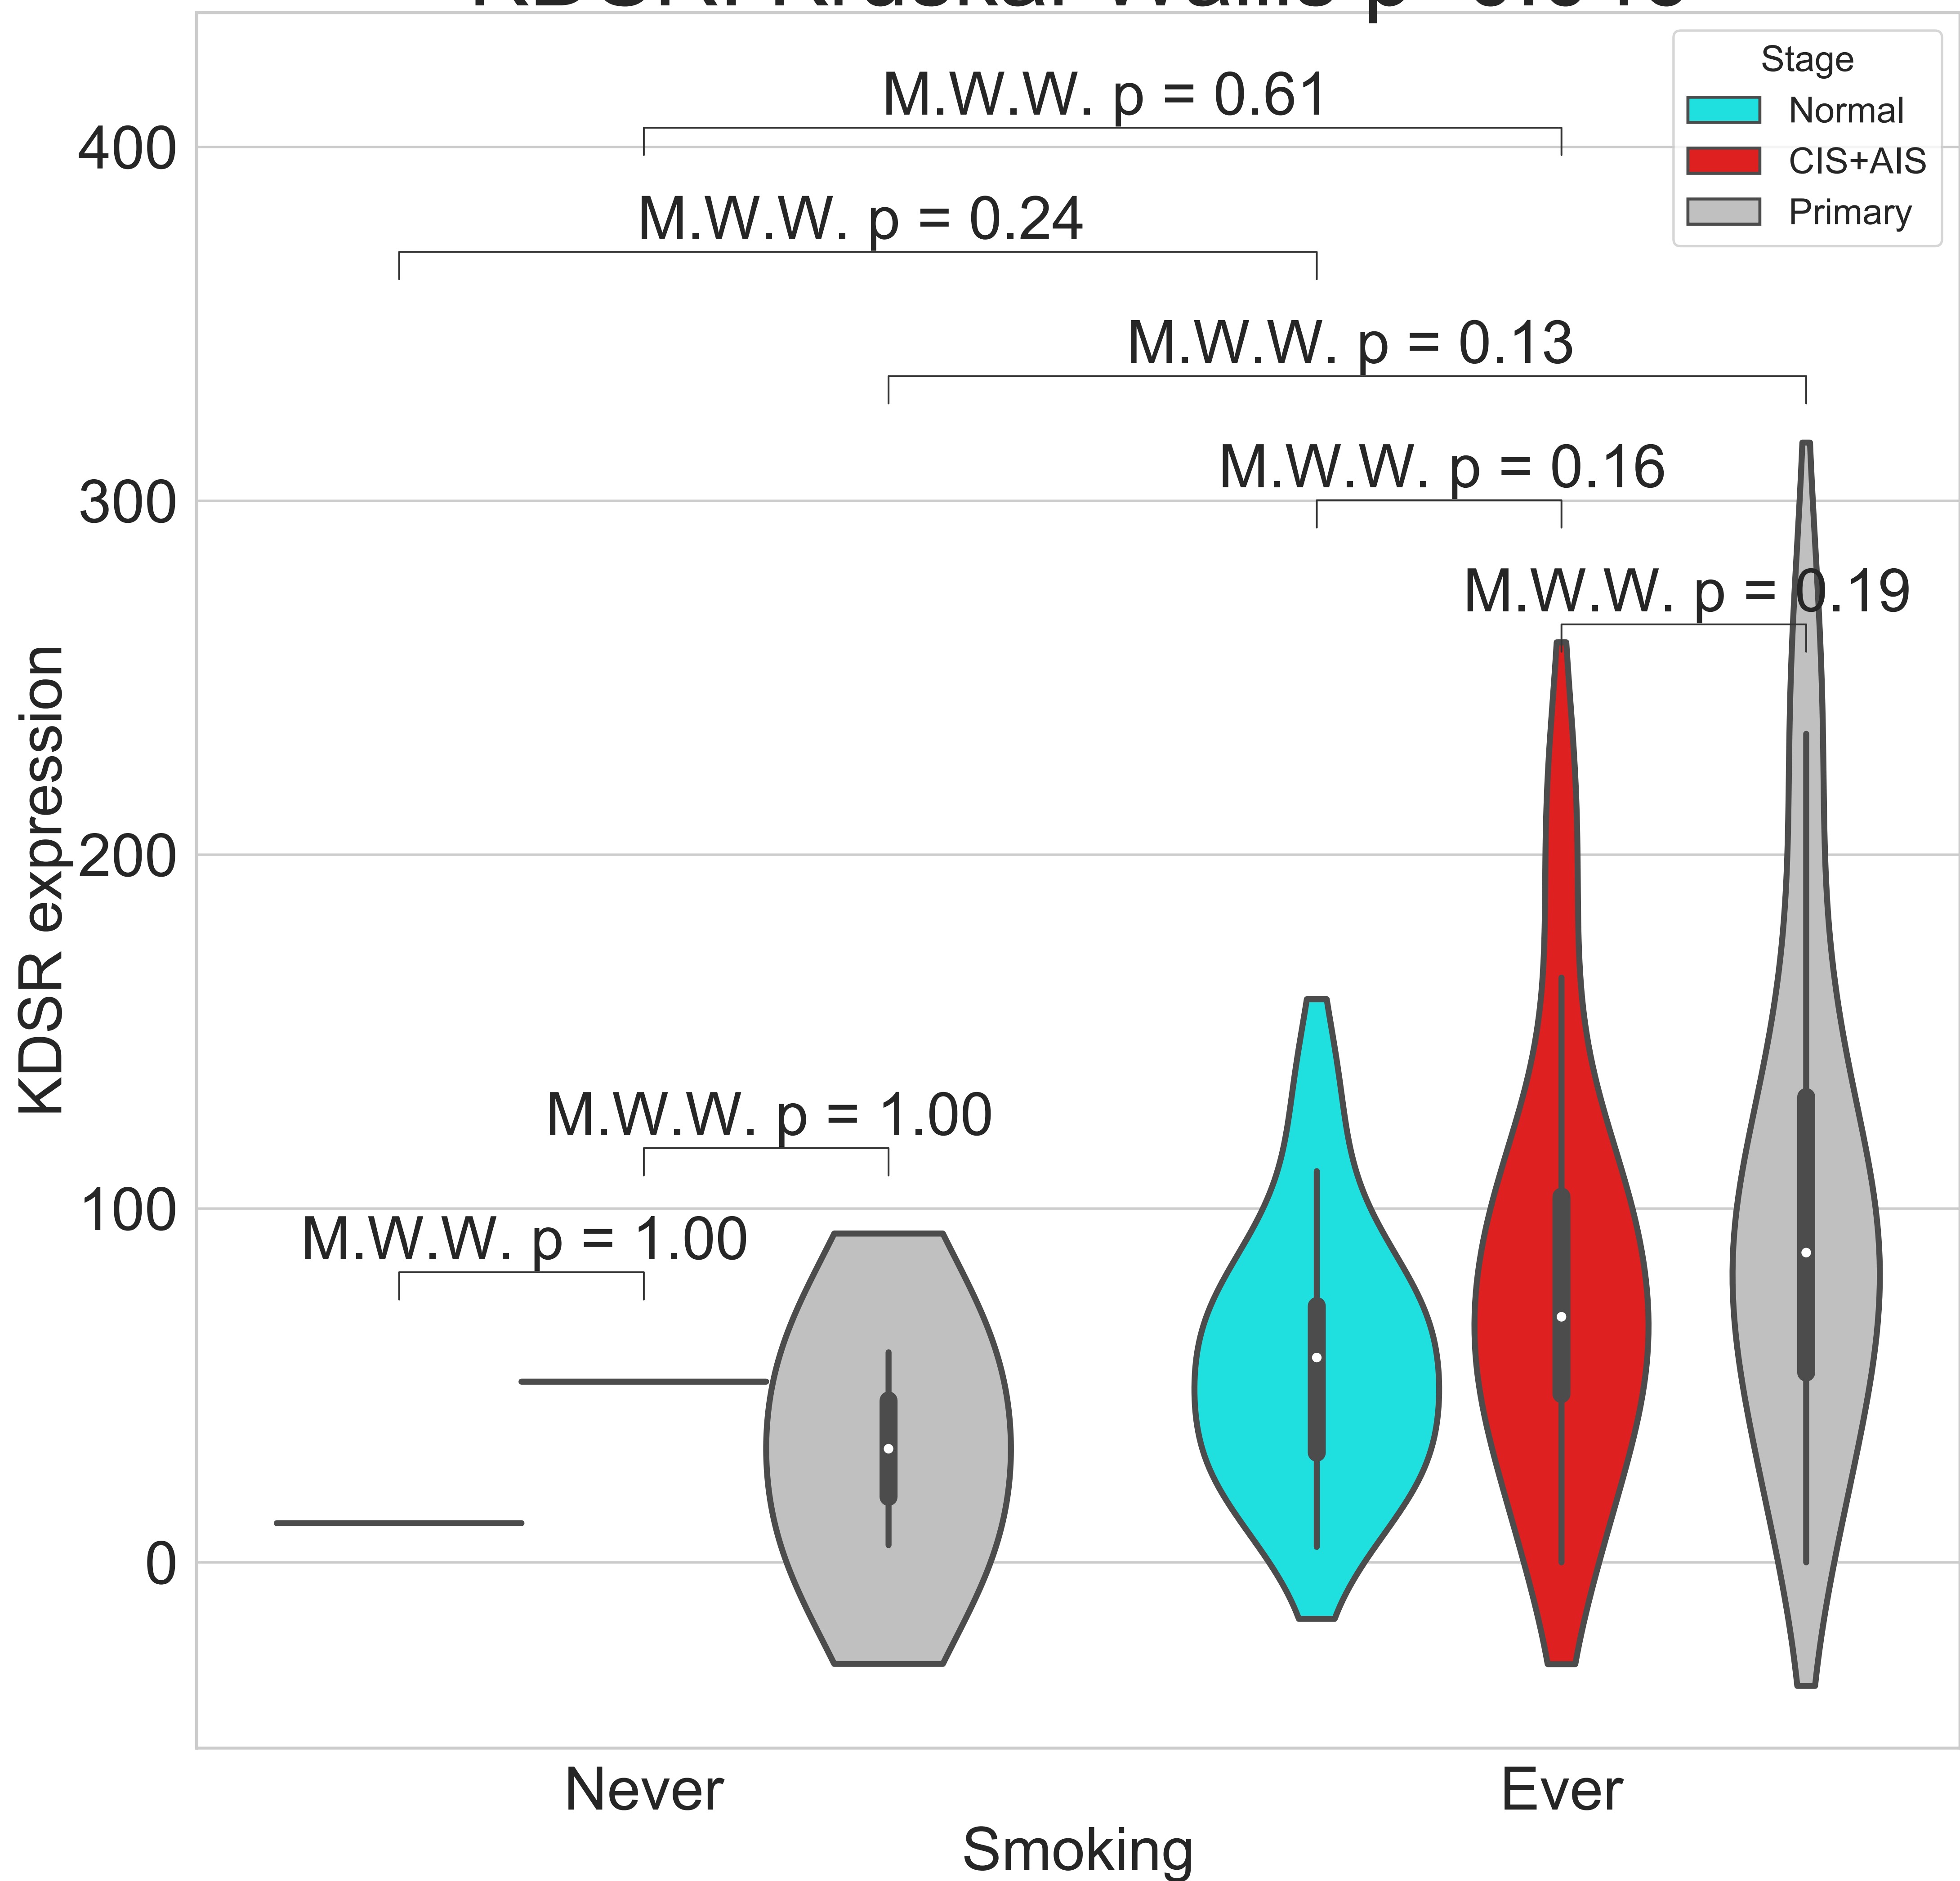 M.W.W. p = 0.61
M.W.W. p = 0.24
M.W.W. p = 0.13
M.W.W. p = 0.16
M.W.W. p = 0.19
M.W.W. p = 1.00
M.W.W. p = 1.00
Stage
Normal
CIS+AIS
Primary
400
300
200
100
0
KDSR expression
Never
Ever
Smoking